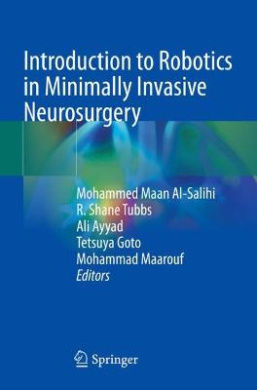 Introduction to Robotics
in Minimally Invasive
Neurosurgery
Mohammed Maan Al-Salihi
R. Shane Tubbs
Ali Ayyad
Tetsuya Goto
Mohammad Maarouf
Editors
Springer